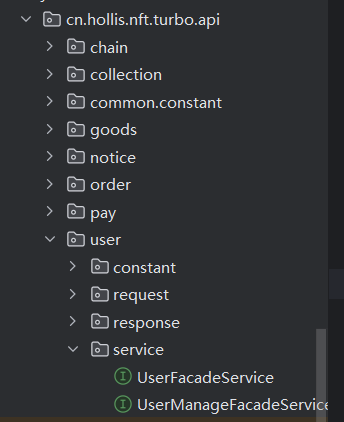 cn.hollis.nft.turbo.api
chain
collection
common.constant
goods
notice
order
pay
user
constant
request
response
service
I UserFacadeService
I UserManageFacadeService